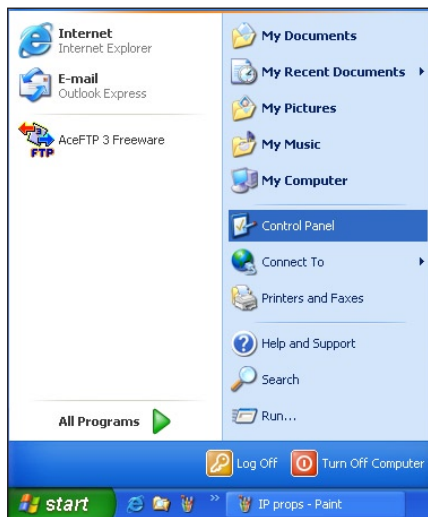 Internet
Internet Explorer
E-mail
Outlook Express
FTP
AceFTP 3 Freeware
All Programs
My Documents
My Recent Documents
My Pictures
My Music
My Computer
Control Panel
Connect To
Printers and Faxes
Help and Support
Search
Run...
Log Off
Turn Off Computer
start
IP props - Paint